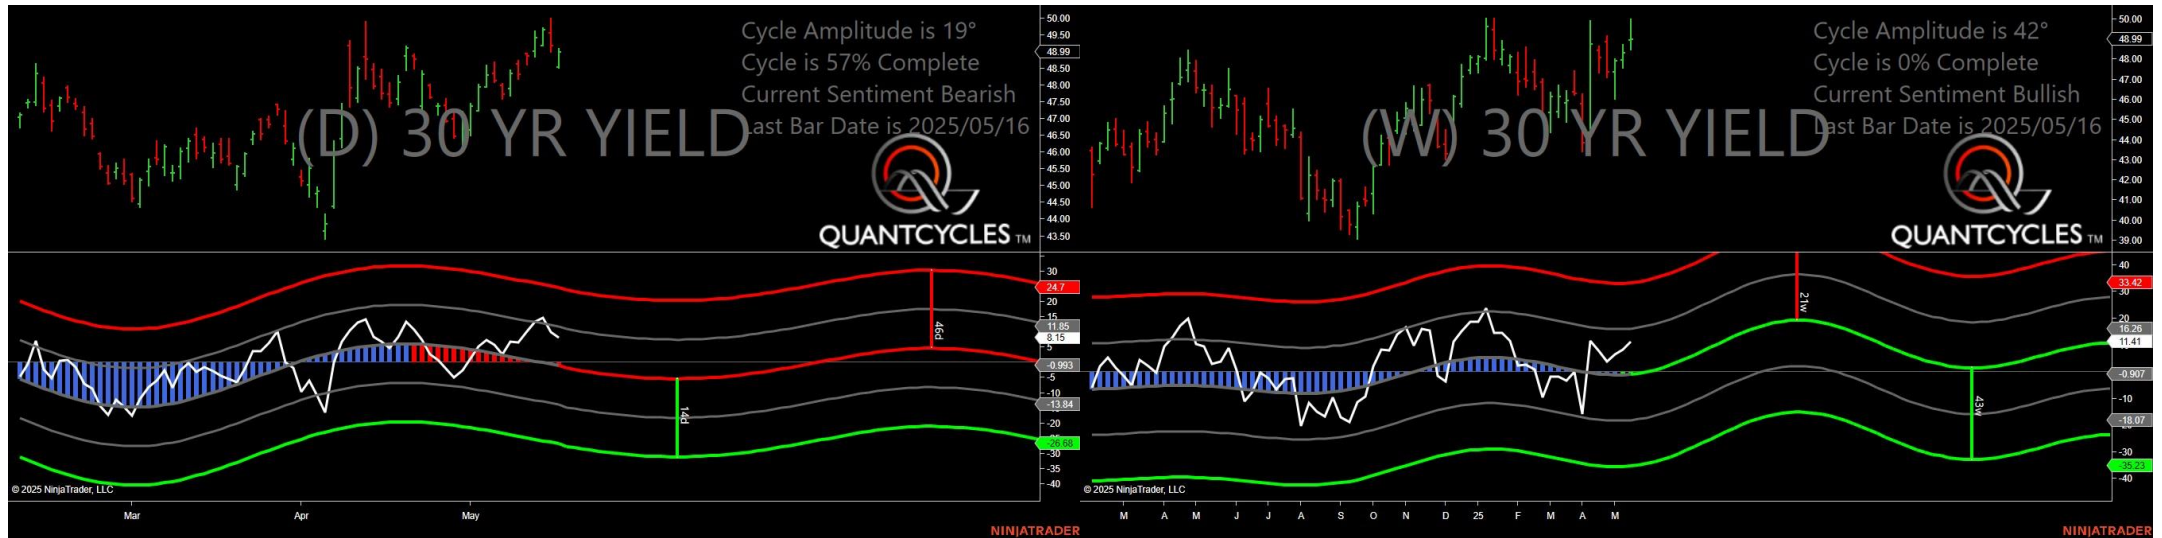 Cycle Amplitude is 19°
Cycle is 57% Complete
Current Sentiment Bearish
Last Bar Date is 2025/05/16
(D) 30 YR YIELD
QUANTCYCLES TM
50.00
49.50
48.99
48.50
48.00
47.50
47.00
46.50
46.00
45.50
45.00
44.50
44.00
43.50
30
24.7
20
15
11.85
8.15
5
-0.993
-5
-10
-13.84
-20
-25
-26.68
-30
-35
-40
46d
14d
© 2025 NinjaTrader, LLC
Mar
Apr
May
NINJATRADER
Cycle Amplitude is 42°
Cycle is 0% Complete
Current Sentiment Bullish
Last Bar Date is 2025/05/16
(W) 30 YR YIELD
QUANTCYCLES TM
50.00
48.99
48.00
47.00
46.00
45.00
44.00
43.00
42.00
41.00
40.00
39.00
40
33.42
30
20
16.26
11.41
-0.907
-10
-18.07
-30
-35.23
-40
21w
43w
© 2025 NinjaTrader, LLC
M
A
M
J
J
A
S
O
N
D
25
F
M
A
M
NINJATRADER